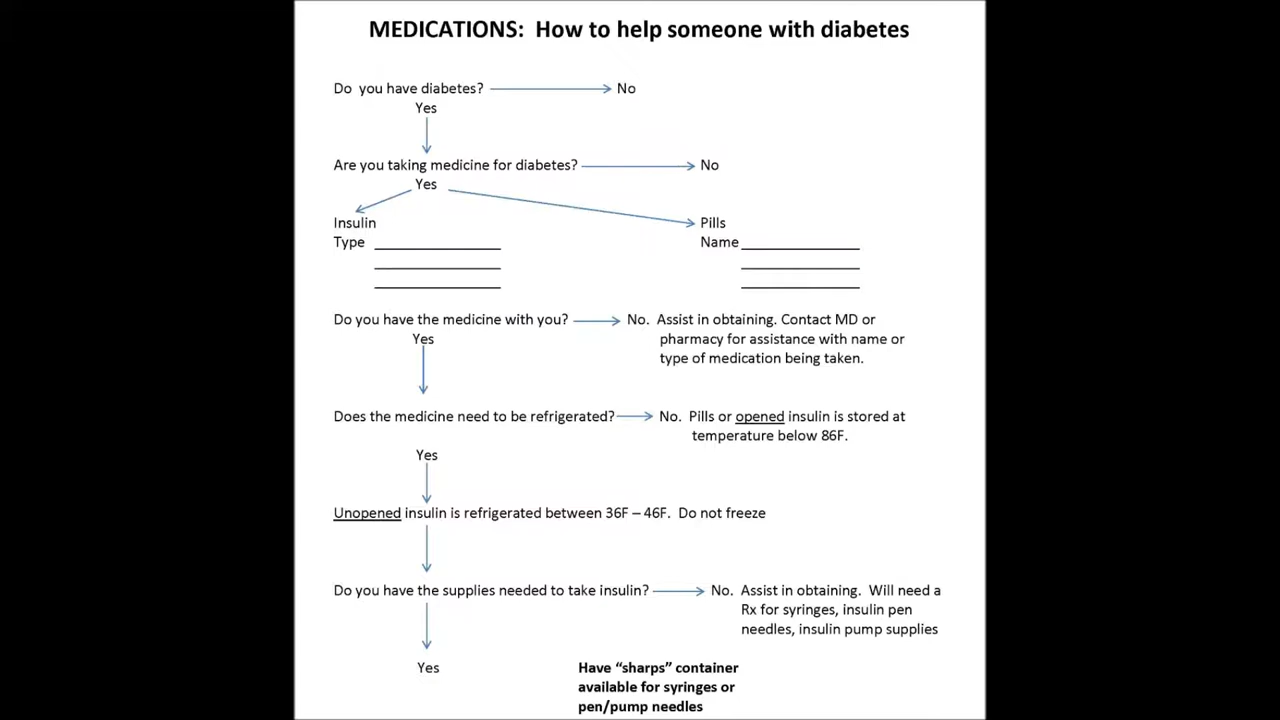 MEDICATIONS: How to help someone with diabetes
Do you have diabetes? No
Yes
Are you taking medicine for diabetes? No
Yes
Insulin Pills
Type Name
Do you have the medicine with you? No. Assist in obtaining. Contact MD or
Yes pharmacy for assistance with name or
type of medication being taken.
Does the medicine need to be refrigerated? No. Pills or opened insulin is stored at
temperature below 86F.
Yes
Unopened insulin is refrigerated between 36F – 46F. Do not freeze
Do you have the supplies needed to take insulin? No. Assist in obtaining. Will need a
Rx for syringes, insulin pen
needles, insulin pump supplies
Yes Have “sharps” container
available for syringes or
pen/pump needles